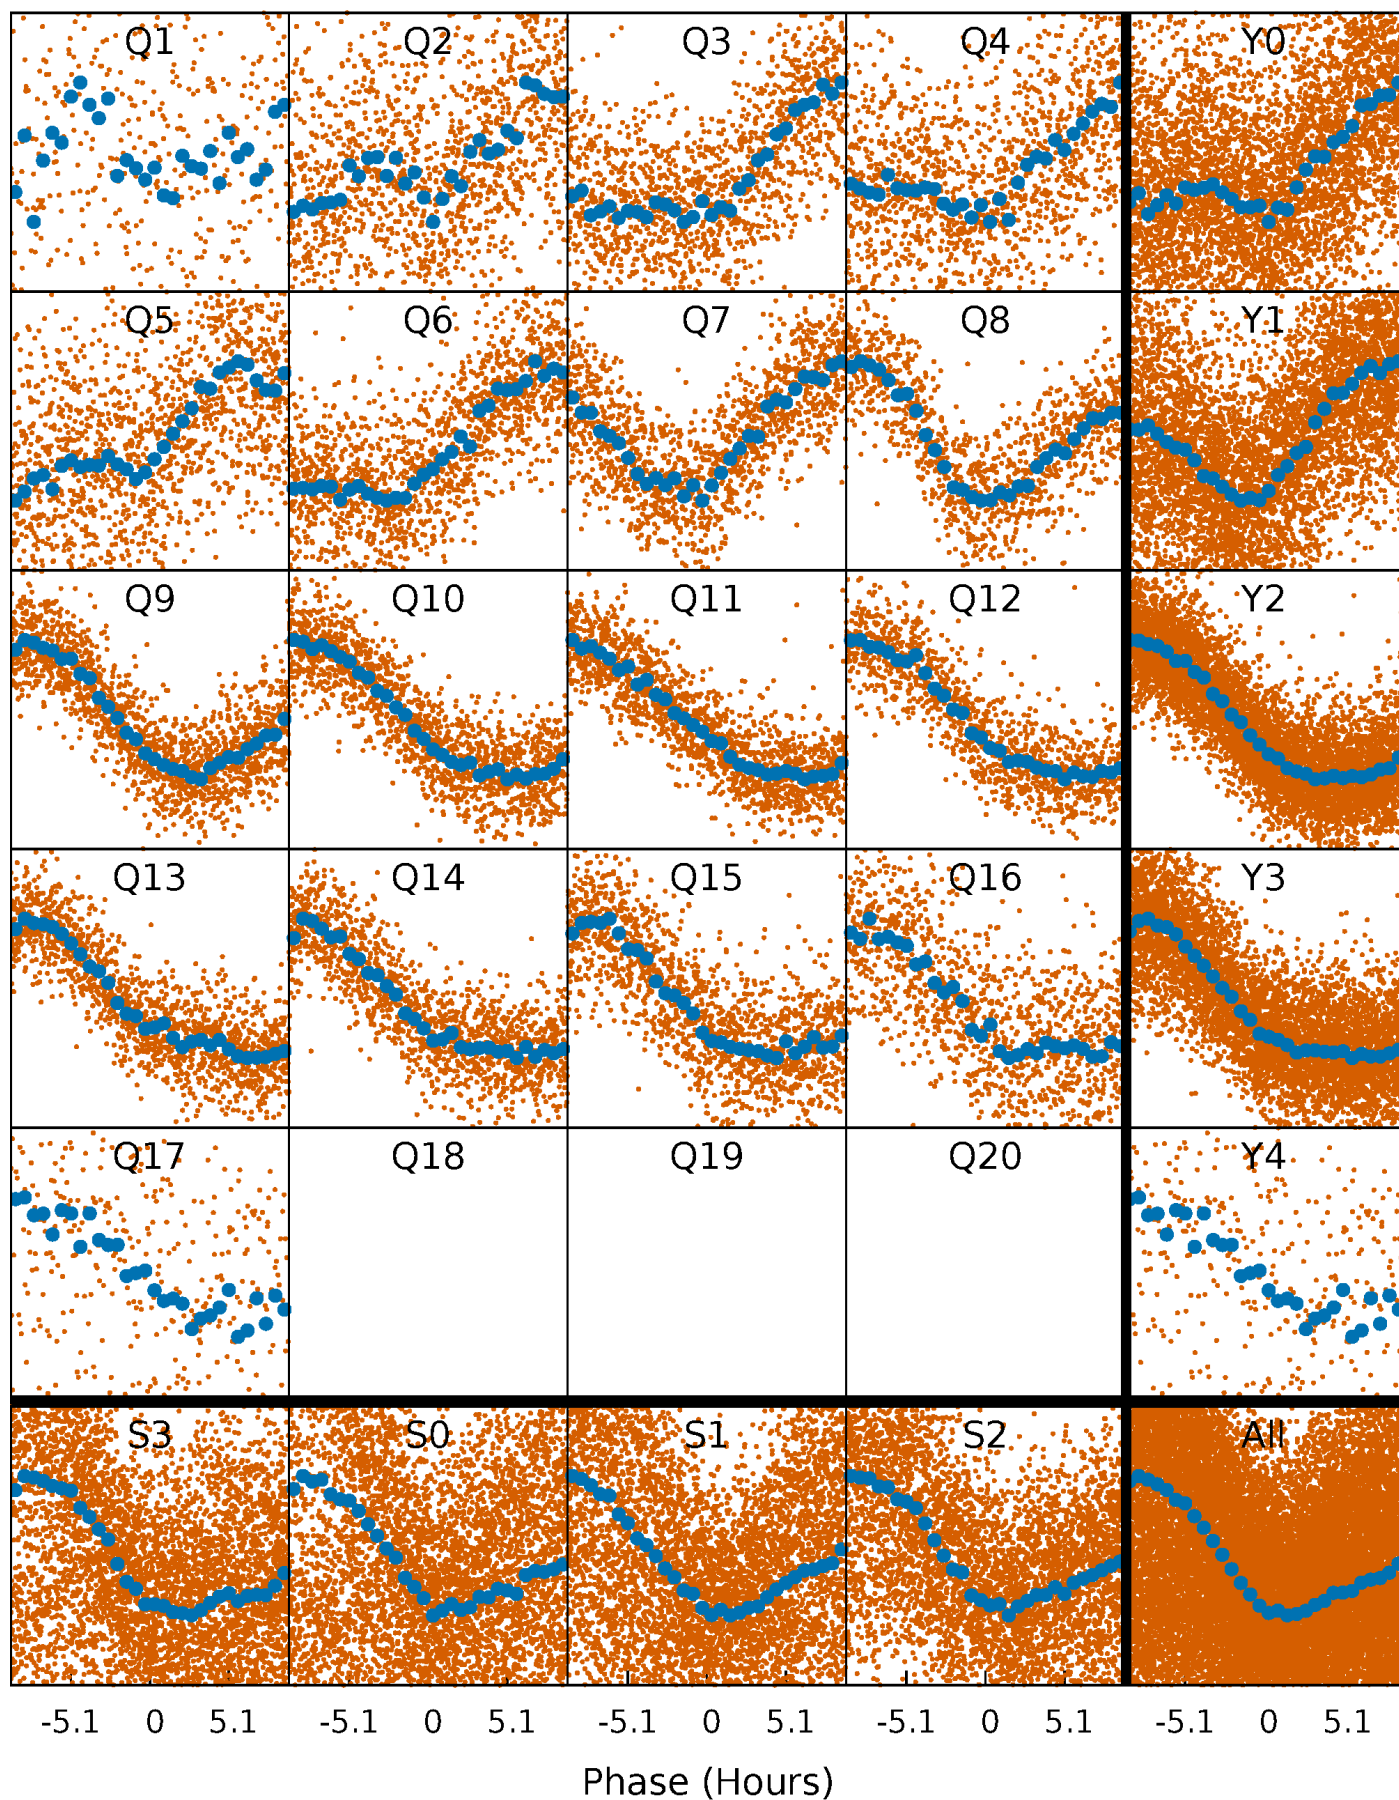 Q1 Q2 Q3 Q4 Y0
Q5 Q6 Q7 Q8 Y1
Q9 Q10 Q11 Q12 Y2
Q13 Q14 Q15 Q16 Y3
Q17 Q18 Q19 Q20 Y4
S3 S0 S1 S2 All
-5.1 0 5.1 -5.1 0 5.1 -5.1 0 5.1 -5.1 0 5.1 -5.1 0 5.1
Phase (Hours)